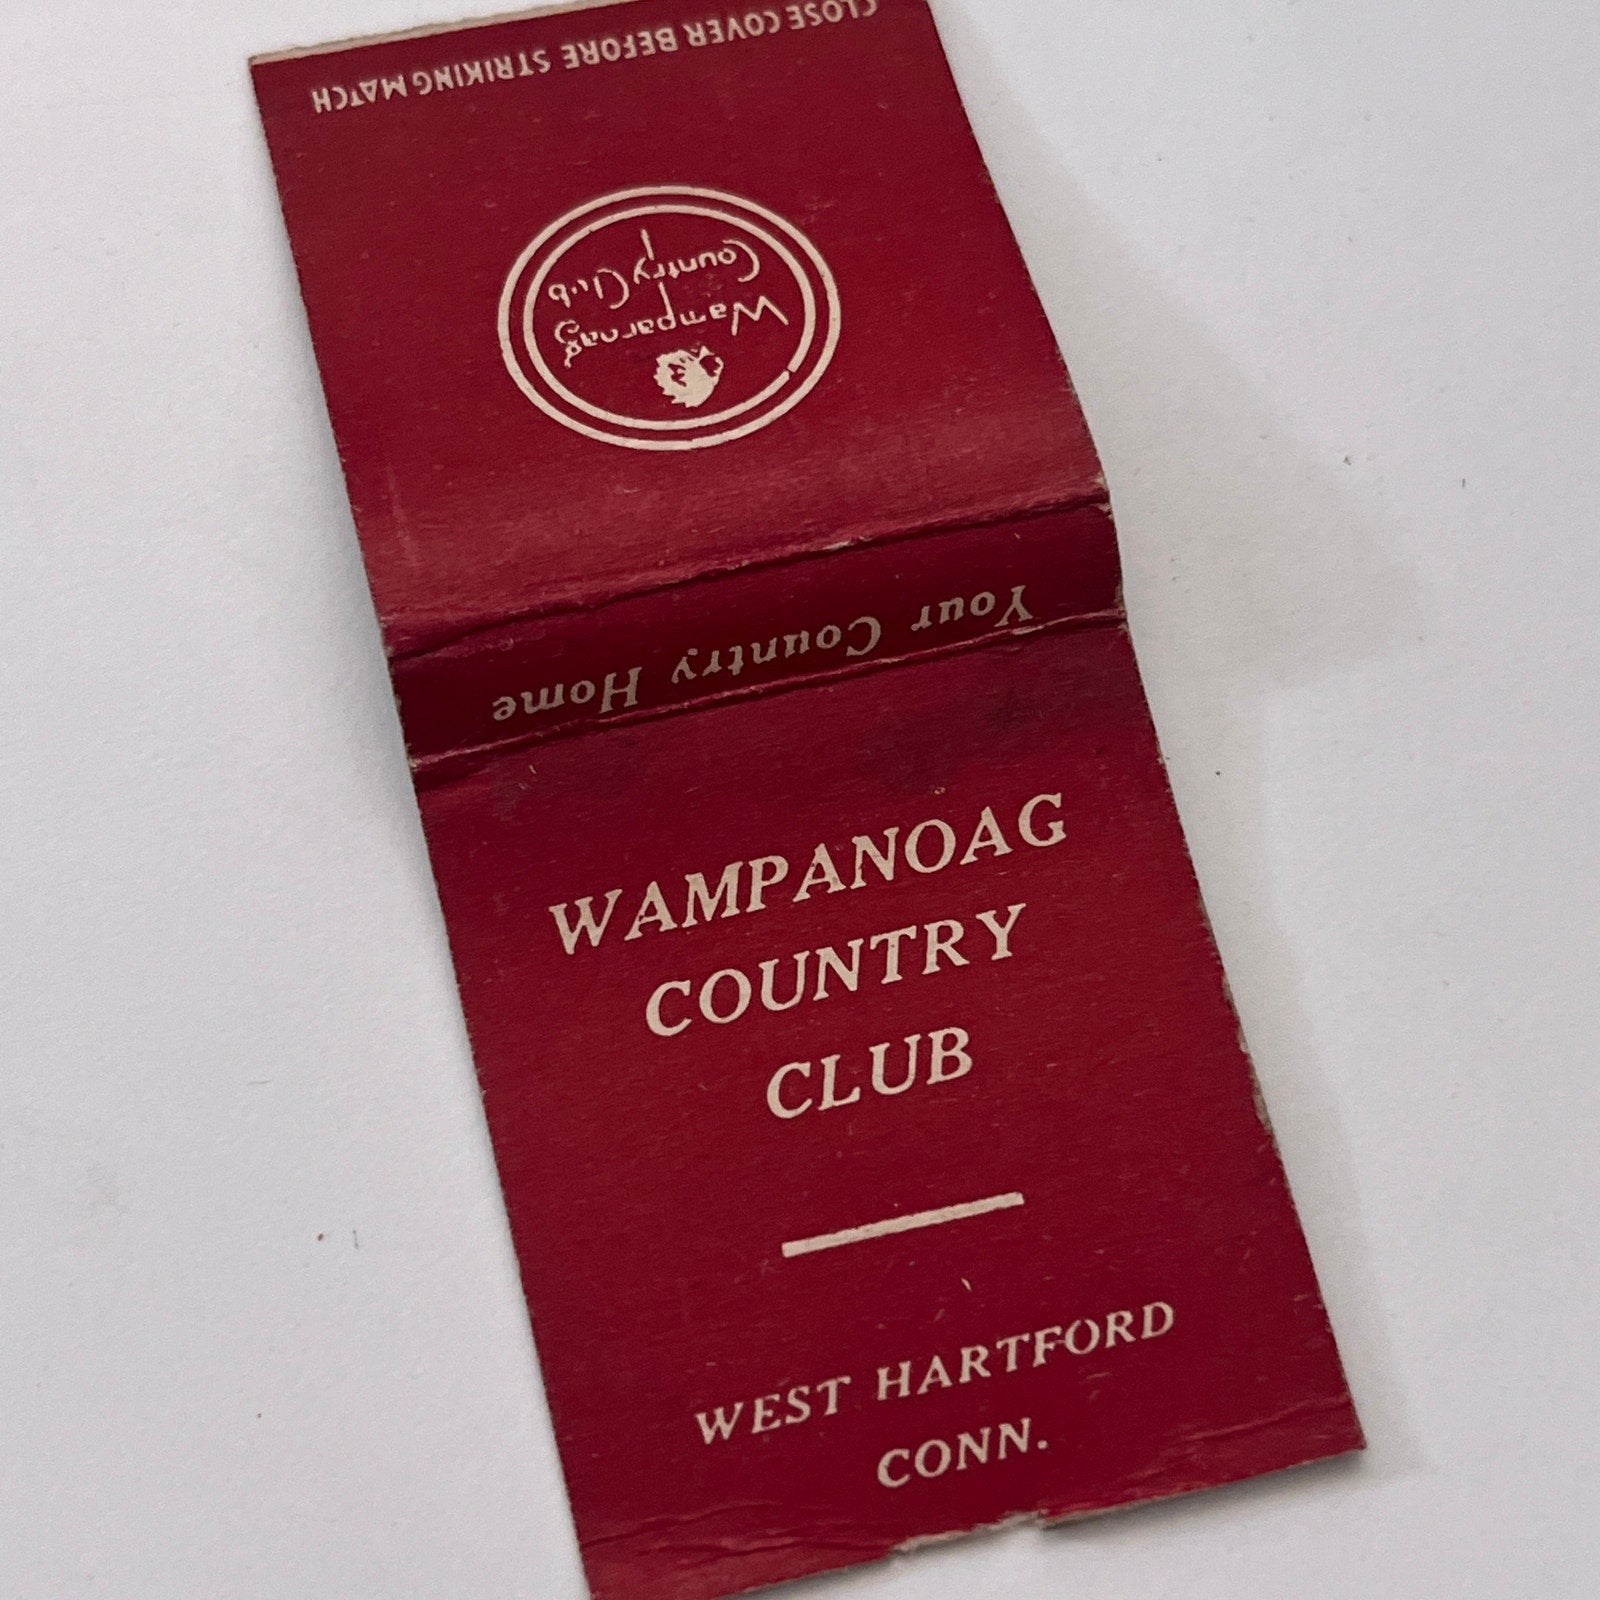 CLOSE COVER BEFORE STRIKING MATCH
Wampanoag
Country Club
Your Country Home
WAMPANOAG
COUNTRY
CLUB
WEST HARTFORD
CONN.